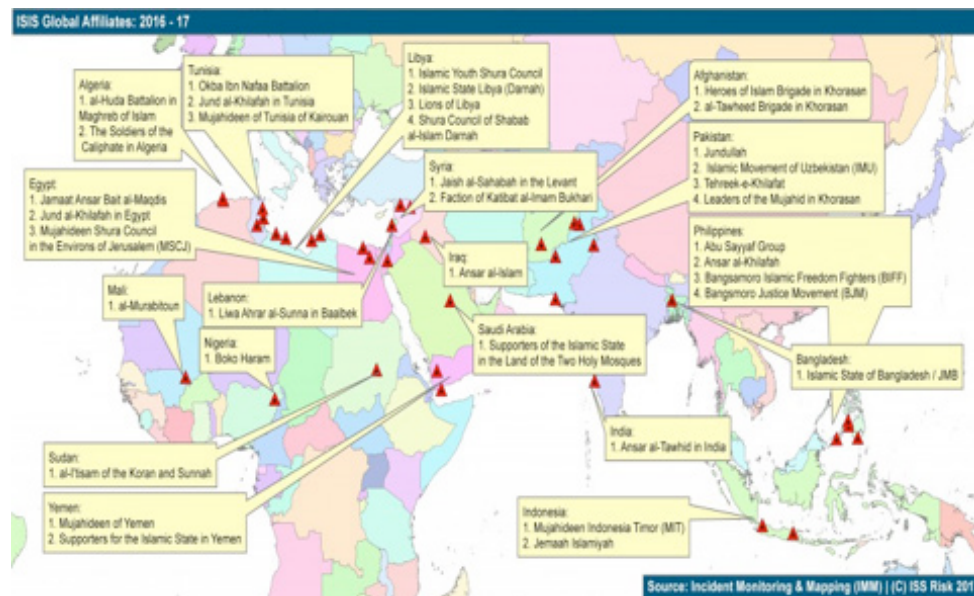 ISIS Global Affiliates: 2016 - 17
Algeria:
1. al-Huda Battalion in
Maghreb of Islam
2. The Soldiers of the
Caliphate in Algeria
Tunisia:
1. Okba Ibn Nafaa Battalion
2. Jund al-Khilafah in Tunisia
3. Mujahideen of Tunisia of Kairouan
Libya:
1. Islamic Youth Shura Council
2. Islamic State Libya (Darnah)
3. Lions of Libya
4. Shura Council of Shabab
al-Islam Darnah
Afghanistan:
1. Heroes of Islam Brigade in Khorasan
2. al-Tawheed Brigade in Khorasan
Pakistan:
1. Jundullah
2. Islamic Movement of Uzbekistan (IMU)
3. Tehreek-e-Khilafat
4. Leaders of the Mujahid in Khorasan
Syria:
1. Jaish al-Sahabah in the Levant
2. Faction of Katibat al-Imam Bukhari
Egypt:
1. Jamaat Ansar Bait al-Maqdis
2. Jund al-Khilafah in Egypt
3. Mujahideen Shura Council
in the Environs of Jerusalem (MSCJ)
Philippines:
1. Abu Sayyaf Group
2. Ansar al-Khilafah
3. Bangsamoro Islamic Freedom Fighters (BIFF)
4. Bangsmoro Justice Movement (BJM)
Iraq:
1. Ansar al-Islam
Mali:
1. al-Murabitoun
Lebanon:
1. Liwa Ahrar al-Sunna in Baalbek
Saudi Arabia:
1. Supporters of the Islamic State
in the Land of the Two Holy Mosques
Nigeria:
1. Boko Haram
Bangladesh:
1. Islamic State of Bangladesh / JMB
India:
1. Ansar al-Tawhid in India
Sudan:
1. al-I'tisam of the Koran and Sunnah
Yemen:
1. Mujahideen of Yemen
2. Supporters for the Islamic State in Yemen
Indonesia:
1. Mujahideen Indonesia Timor (MIT)
2. Jemaah Islamiyah
Source: Incident Monitoring & Mapping (IMM) | (C) ISS Risk 201